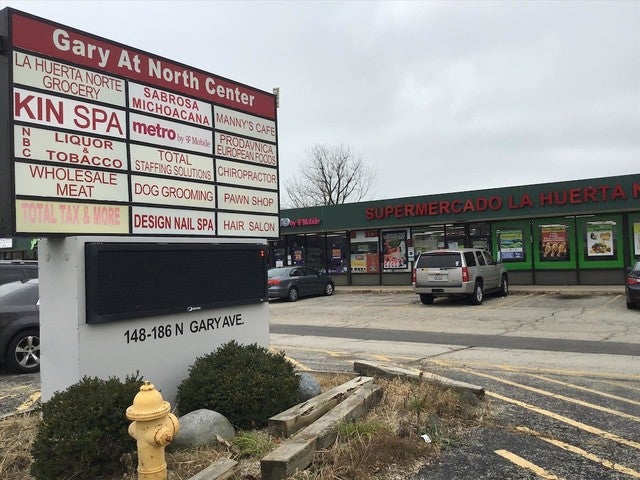 Gary At North Center
LA HUERTA NORTE
GROCERY
SABROSA
MICHOACANA
MANNY'S CAFE
KIN SPA
metro by T Mobile
PRODAVNICA
EUROPEAN FOODS
N
B
C
LIQUOR
&
TOBACCO
TOTAL
STAFFING SOLUTIONS
CHIROPRACTOR
WHOLESALE
MEAT
DOG GROOMING
PAWN SHOP
TOTAL TAX & MORE
DESIGN NAIL SPA
HAIR SALON
148-186 N GARY AVE.
by T Mobile
SUPERMERCADO LA HUERTA N